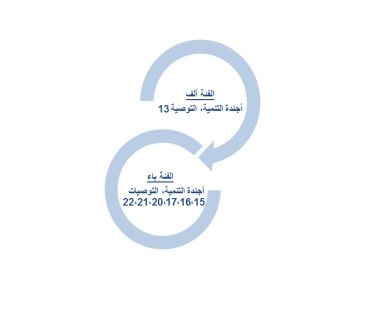 الفئة ألف
أجندة التنمية، التوصية 13
الفئة باء
أجندة التنمية، التوصيات
15،16،17،20،21،22